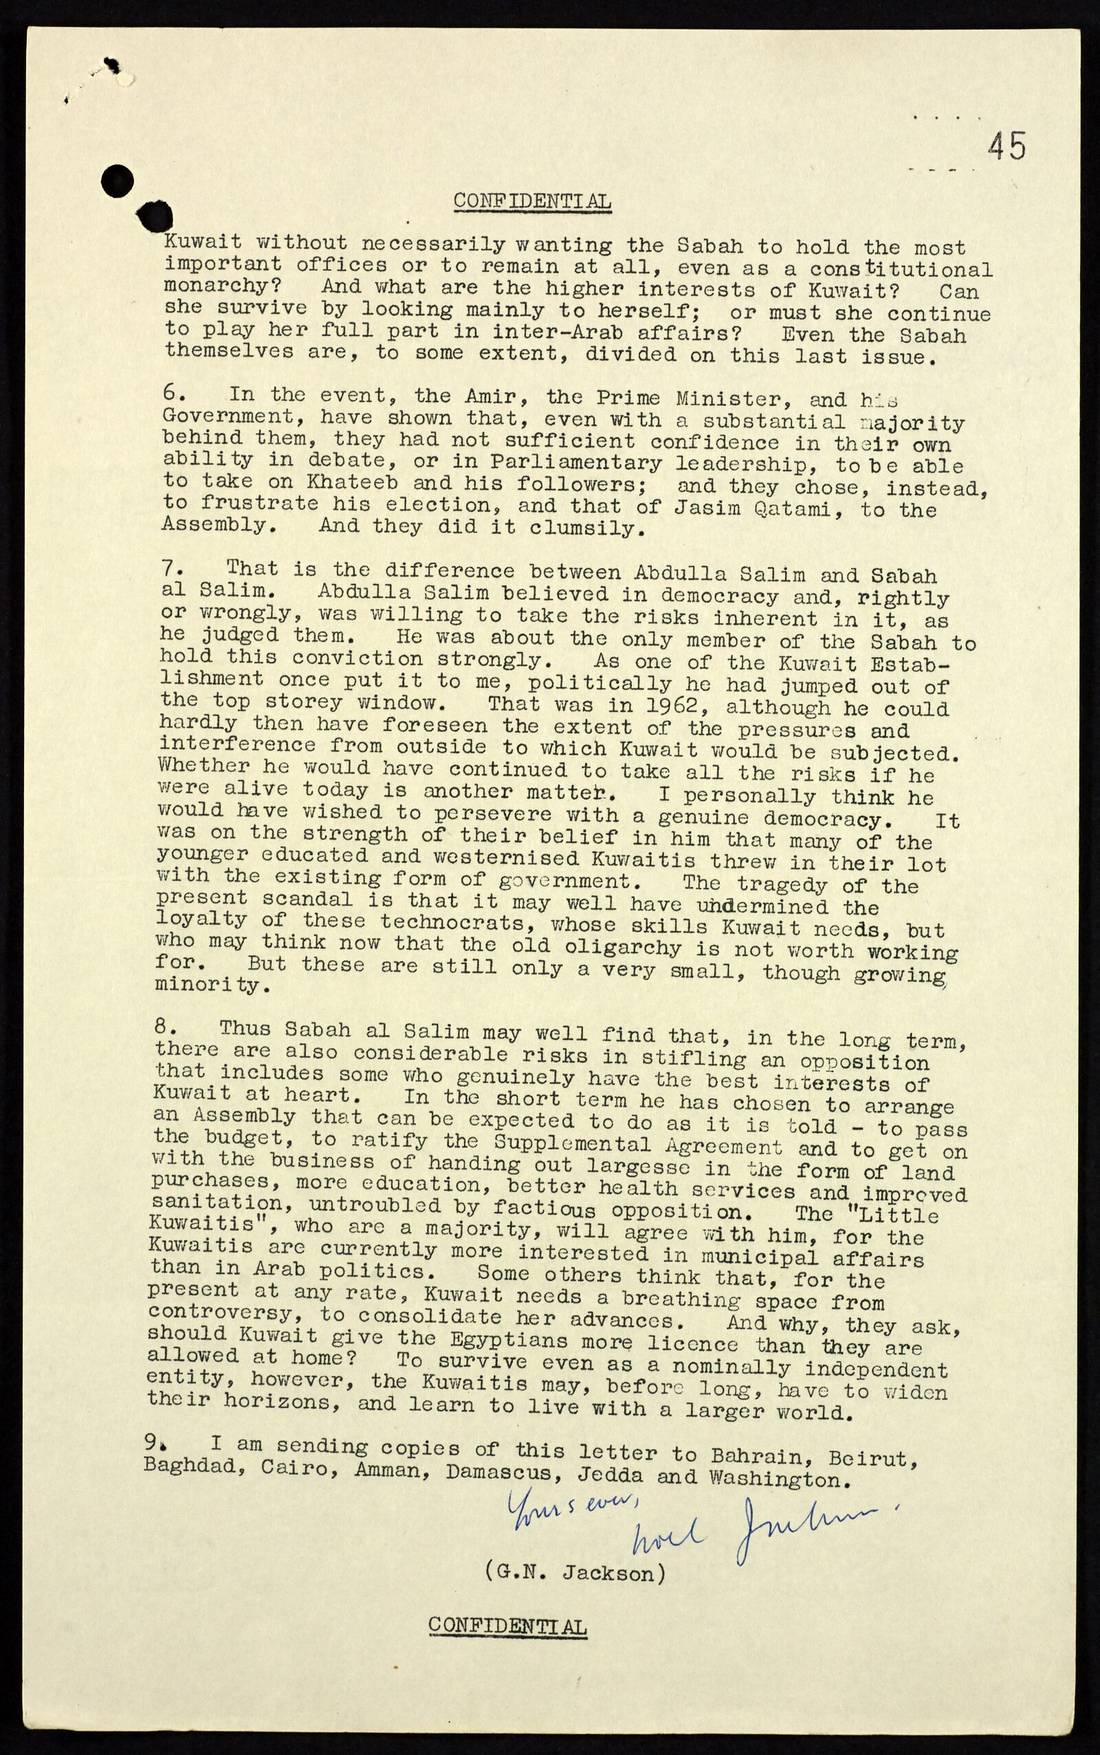 45
CONFIDENTIAL
Kuwait without necessarily wanting the Sabah to hold the most
important offices or to remain at all, even as a constitutional
monarchy? And what are the higher interests of Kuwait? Can
she survive by looking mainly to herself; or must she continue
to play her full part in inter-Arab affairs? Even the Sabah
themselves are, to some extent, divided on this last issue.
6. In the event, the Amir, the Prime Minister, and his
Government, have shown that, even with a substantial majority
behind them, they had not sufficient confidence in their own
ability in debate, or in Parliamentary leadership, to be able
to take on Khateeb and his followers; and they chose, instead,
to frustrate his election, and that of Jasim Qatami, to the
Assembly. And they did it clumsily.
7. That is the difference between Abdulla Salim and Sabah
al Salim. Abdulla Salim believed in democracy and, rightly
or wrongly, was willing to take the risks inherent in it, as
he judged them. He was about the only member of the Sabah to
hold this conviction strongly. As one of the Kuwait Estab-
lishment once put it to me, politically he had jumped out of
the top storey window. That was in 1962, although he could
hardly then have foreseen the extent of the pressures and
interference from outside to which Kuwait would be subjected.
Whether he would have continued to take all the risks if he
were alive today is another matter. I personally think he
would have wished to persevere with a genuine democracy. It
was on the strength of their belief in him that many of the
younger educated and westernised Kuwaitis threw in their lot
with the existing form of government. The tragedy of the
present scandal is that it may well have undermined the
loyalty of these technocrats, whose skills Kuwait needs, but
who may think now that the old oligarchy is not worth working
for. But these are still only a very small, though growing,
minority.
8. Thus Sabah al Salim may well find that, in the long term,
there are also considerable risks in stifling an opposition
that includes some who genuinely have the best interests of
Kuwait at heart. In the short term he has chosen to arrange
an Assembly that can be expected to do as it is told - to pass
the budget, to ratify the Supplemental Agreement and to get on
with the business of handing out largesse in the form of land
purchases, more education, better health services and improved
sanitation, untroubled by factious opposition. The "Little
Kuwaitis", who are a majority, will agree with him, for the
Kuwaitis are currently more interested in municipal affairs
than in Arab politics. Some others think that, for the
present at any rate, Kuwait needs a breathing space from
controversy, to consolidate her advances. And why, they ask,
should Kuwait give the Egyptians more licence than they are
allowed at home? To survive even as a nominally independent
entity, however, the Kuwaitis may, before long, have to widen
their horizons, and learn to live with a larger world.
9. I am sending copies of this letter to Bahrain, Beirut,
Baghdad, Cairo, Amman, Damascus, Jedda and Washington.
Yours ever,
Noel Jackson.
(G.N. Jackson)
CONFIDENTIAL